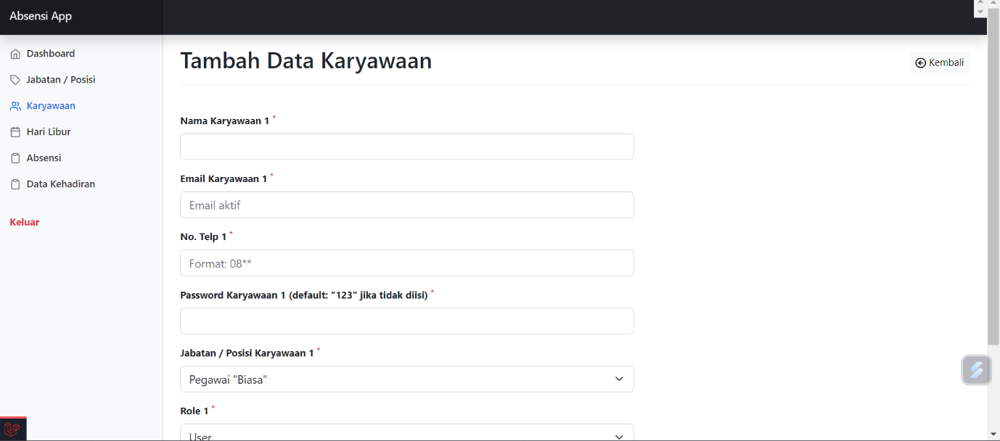 Absensi App
Dashboard
Jabatan / Posisi
Karyawaan
Hari Libur
Absensi
Data Kehadiran
Keluar
Tambah Data Karyawaan
Kembali
Nama Karyawaan 1 *
Email Karyawaan 1 *
Email aktif
No. Telp 1 *
Format: 08**
Password Karyawaan 1 (default: "123" jika tidak diisi) *
Jabatan / Posisi Karyawaan 1 *
Pegawai "Biasa"
Role 1 *
User